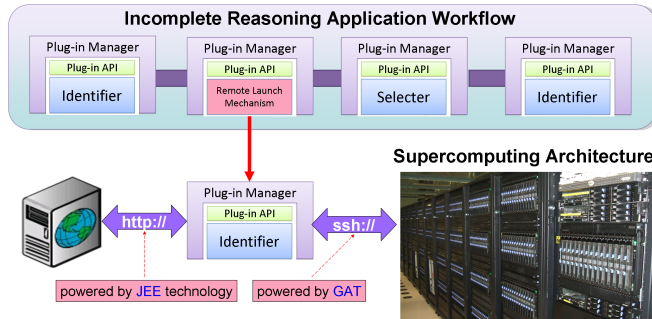 Incomplete Reasoning Application Workflow
Plug-in Manager
Plug-in API
Identifier
Plug-in Manager
Plug-in API
Remote Launch
Mechanism
Plug-in Manager
Plug-in API
Selecter
Plug-in Manager
Plug-in API
Identifier
Supercomputing Architecture
http://
Plug-in Manager
Plug-in API
Identifier
ssh://
powered by JEE technology
powered by GAT